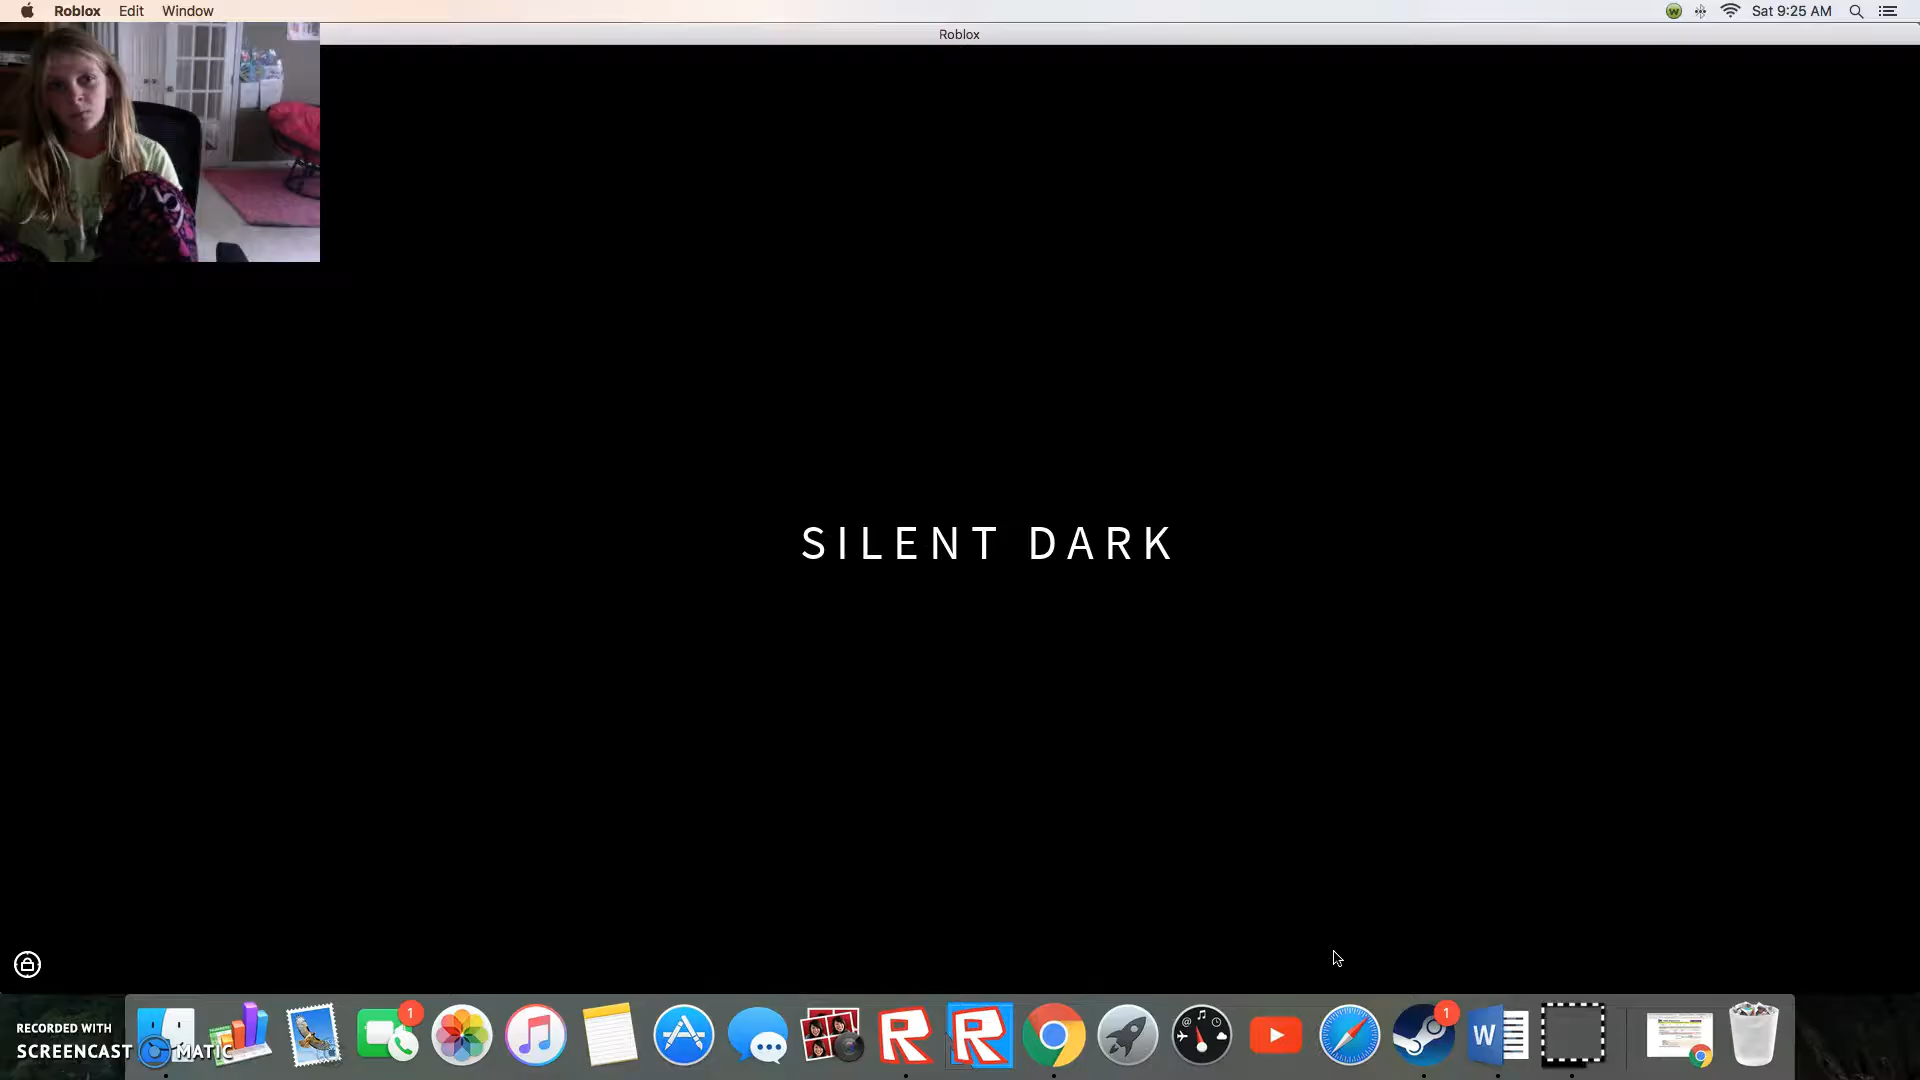 Roblox Edit Window Sat 9:25 AM
Roblox
SILENT DARK
1
1
RECORDED WITH
SCREENCAST MATIC